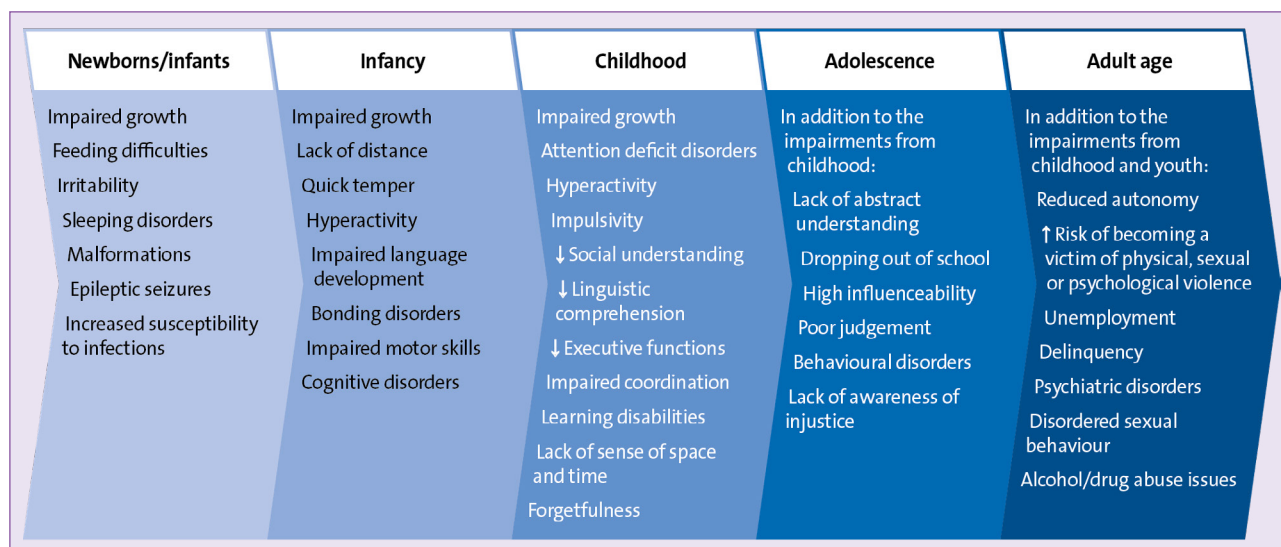 Newborns/infants
Impaired growth
Feeding difficulties
Irritability
Sleeping disorders
Malformations
Epileptic seizures
Increased susceptibility
to infections
Infancy
Impaired growth
Lack of distance
Quick temper
Hyperactivity
Impaired language
development
Bonding disorders
Impaired motor skills
Cognitive disorders
Childhood
Impaired growth
Attention deficit disorders
Hyperactivity
Impulsivity
↓ Social understanding
↓ Linguistic
comprehension
↓ Executive functions
Impaired coordination
Learning disabilities
Lack of sense of space
and time
Forgetfulness
Adolescence
In addition to the
impairments from
childhood:
Lack of abstract
understanding
Dropping out of school
High influenceability
Poor judgement
Behavioural disorders
Lack of awareness of
injustice
Adult age
In addition to the
impairments from
childhood and youth:
Reduced autonomy
↑ Risk of becoming a
victim of physical, sexual
or psychological violence
Unemployment
Delinquency
Psychiatric disorders
Disordered sexual
behaviour
Alcohol/drug abuse issues